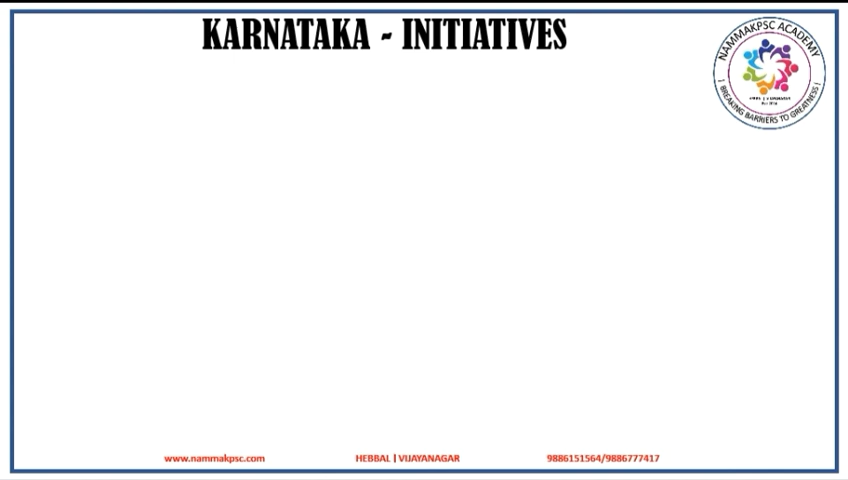 KARNATAKA - INITIATIVES
NAMMAKPSC ACADEMY
! BREAKING BARRIERS TO GREATNESS !
www.nammakpsc.com HEBBAL | VIJAYANAGAR 9886151564/9886777417